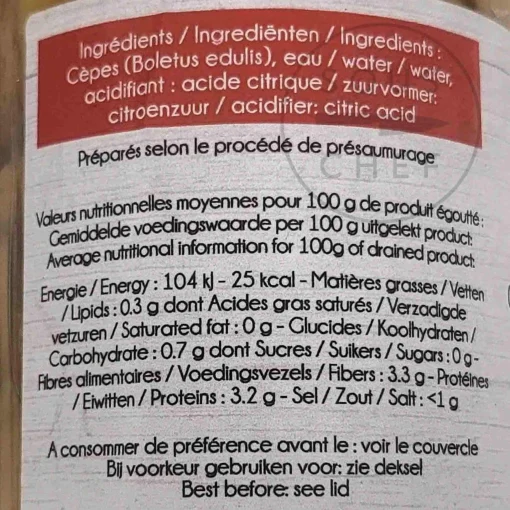 Ingrédients / Ingrediënten / Ingredients :
Cèpes (Boletus edulis), eau / water / water,
acidifiant : acide citrique / zuurvormer:
citroenzuur / acidifier: citric acid
Préparés selon le procédé de présaumurage
CHEF
Valeurs nutritionnelles moyennes pour 100 g de produit égoutté :
Gemiddelde voedingswaarde per 100 g uitgelekt product:
Average nutritional information for 100g of drained product:
Energie / Energy : 104 kJ - 25 kcal - Matières grasses / Vetten
/ Lipids : 0.3 g dont Acides gras saturés / Verzadigde
vetzuren / Saturated fat : 0 g - Glucides / Koolhydraten /
Carbohydrate : 0.7 g dont Sucres / Suikers / Sugars : 0 g -
Fibres alimentaires / Voedingsvezels / Fibers : 3.3 g - Protéines
/ Eiwitten / Proteins : 3.2 g - Sel / Zout / Salt : <1 g
A consommer de préférence avant le : voir le couvercle
Bij voorkeur gebruiken voor: zie deksel
Best before: see lid